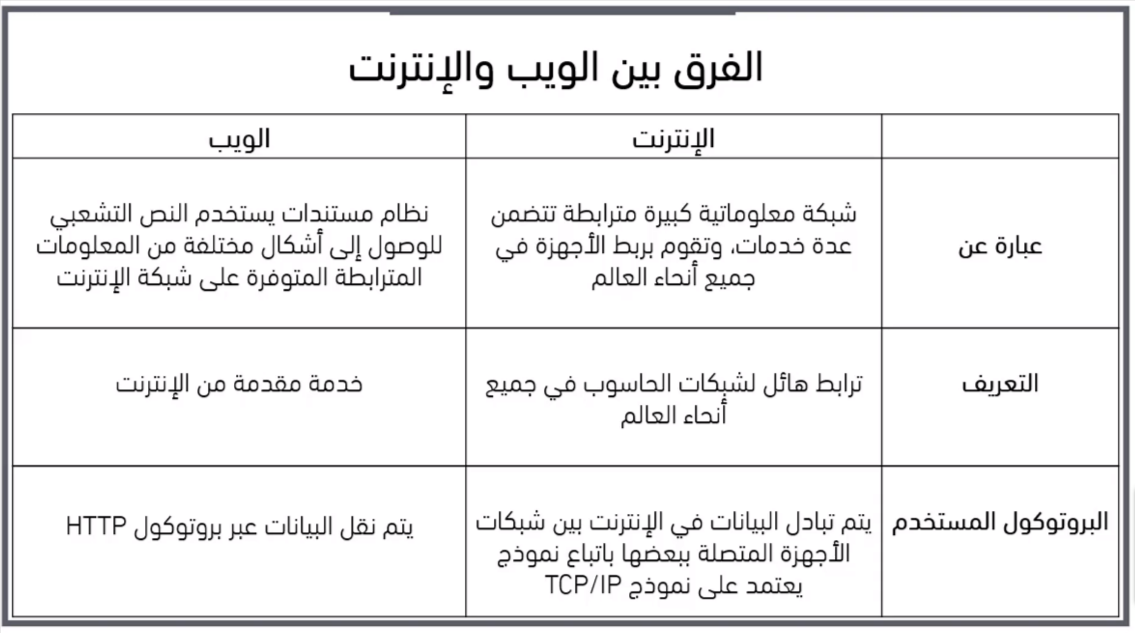 الفرق بين الويب والإنترنت
الإنترنت
الويب
عبارة عن
شبكة معلوماتية كبيرة مترابطة تتضمن
عدة خدمات، وتقوم بربط الأجهزة في
جميع أنحاء العالم
نظام مستندات يستخدم النص التشعبي
للوصول إلى أشكال مختلفة من المعلومات
المترابطة المتوفرة على شبكة الإنترنت
التعريف
ترابط هائل لشبكات الحاسوب في جميع
أنحاء العالم
خدمة مقدمة من الإنترنت
البروتوكول المستخدم
يتم تبادل البيانات في الإنترنت بين شبكات
الأجهزة المتصلة ببعضها باتباع نموذج
يعتمد على نموذج TCP/IP
يتم نقل البيانات عبر بروتوكول HTTP